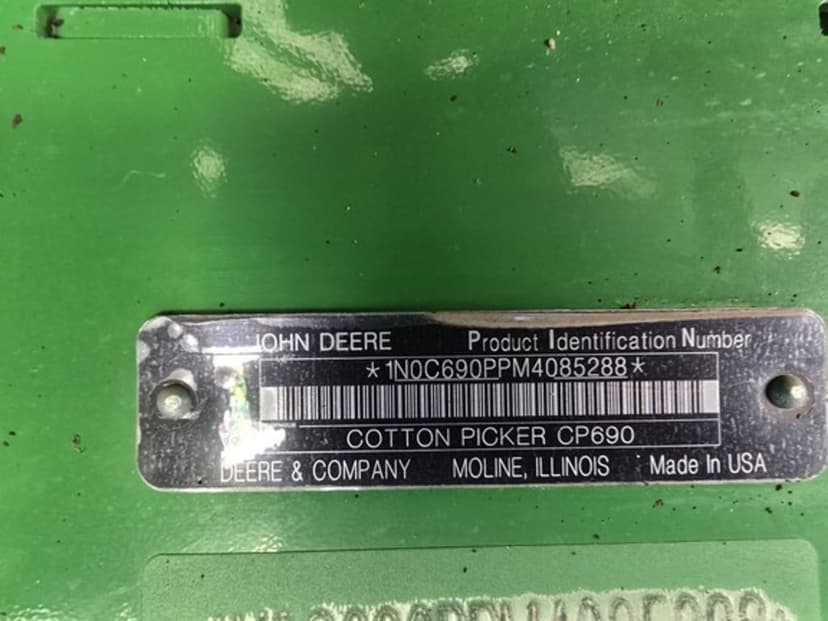 JOHN DEERE Product Identification Number
*1N0C690PPM4085288*
COTTON PICKER CP690
DEERE & COMPANY MOLINE, ILLINOIS Made In USA